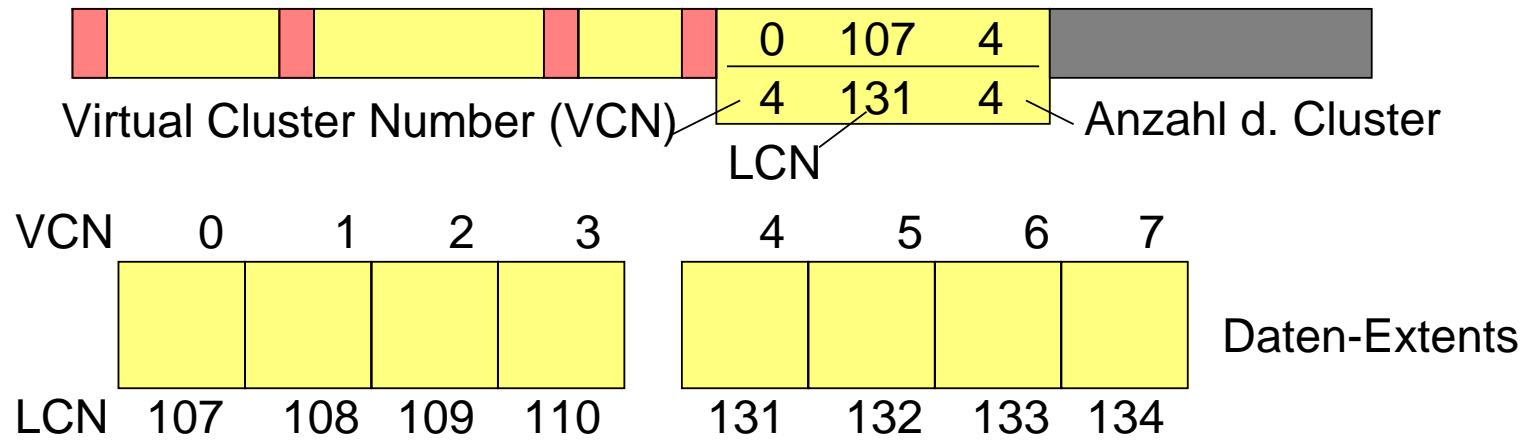 0 107 4
4 131 4
Virtual Cluster Number (VCN)
Anzahl d. Cluster
LCN
VCN 0 1 2 3 4 5 6 7
Daten-Extents
LCN 107 108 109 110 131 132 133 134